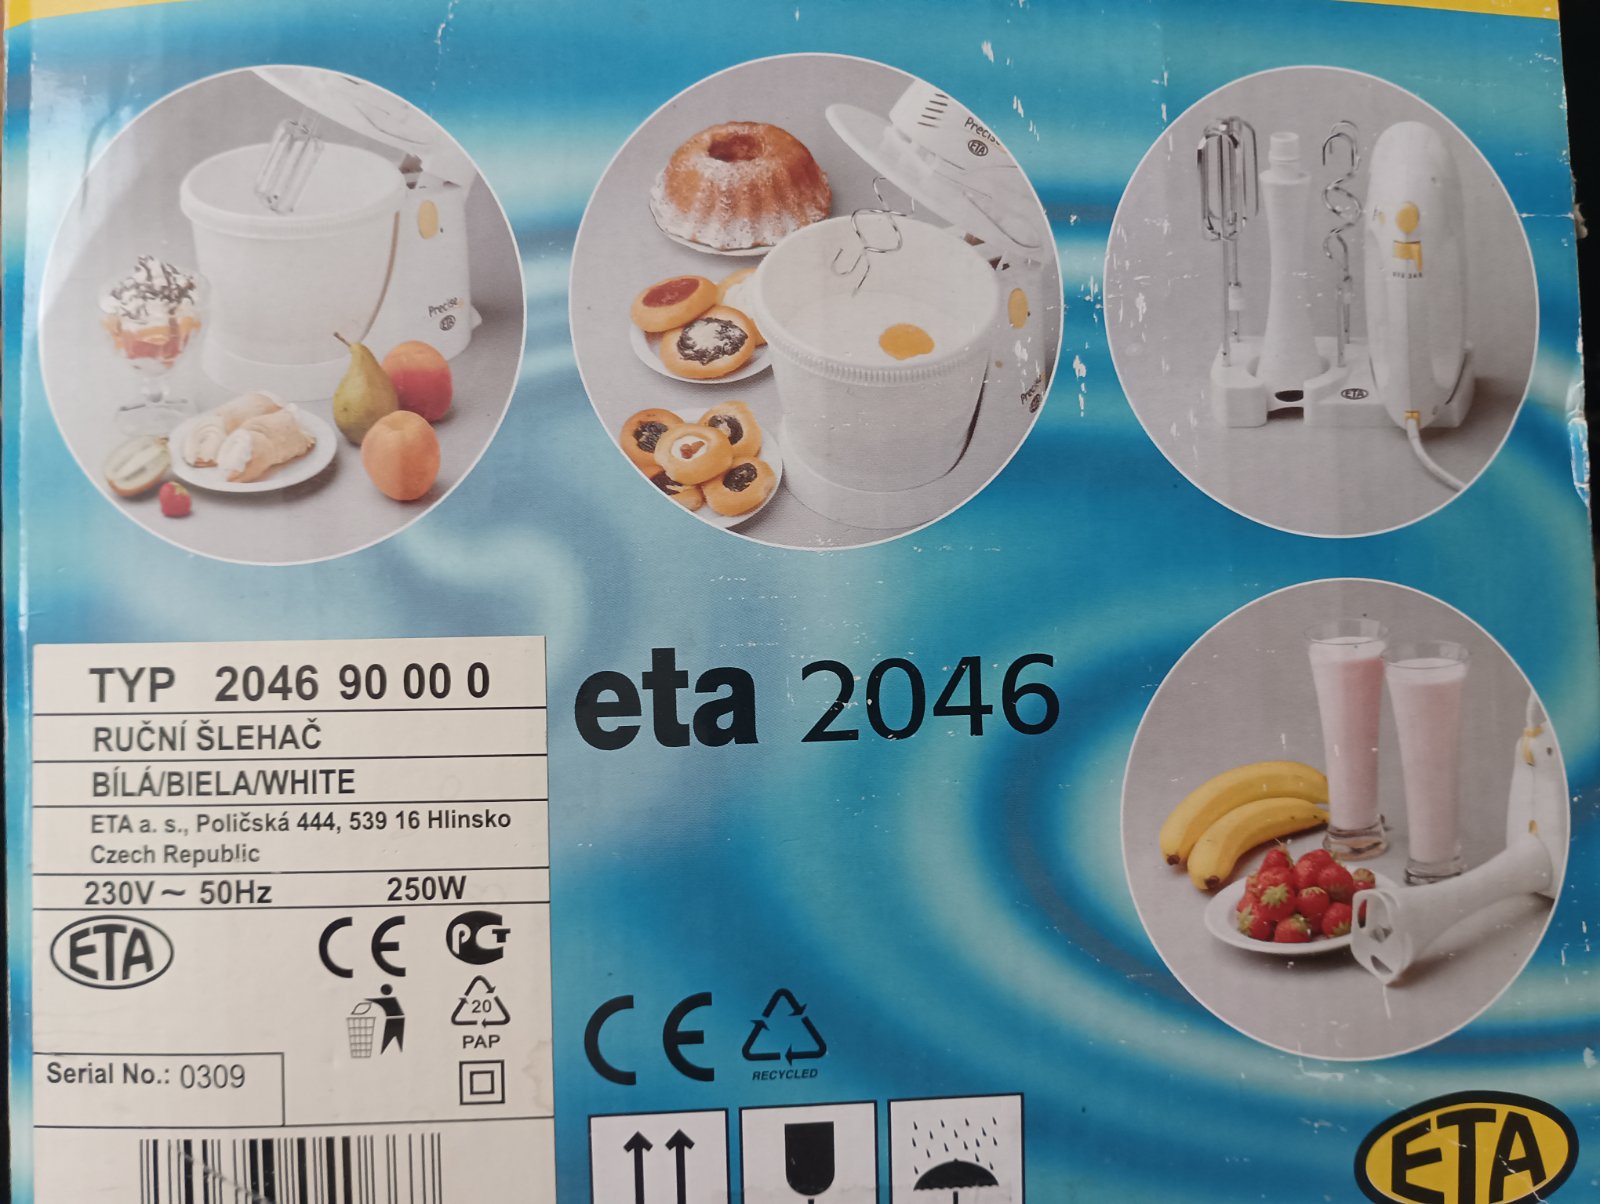 Precise
ETA
Precise
ETA
ETA
TYP 2046 90 00 0
RUČNÍ ŠLEHAČ
BÍLÁ/BIELA/WHITE
ETA a. s., Poličská 444, 539 16 Hlinsko
Czech Republic
230V ~ 50Hz 250W
ETA
CE
PCT
20
PAP
Serial No.: 0309
eta 2046
CE
RECYCLED
ETA